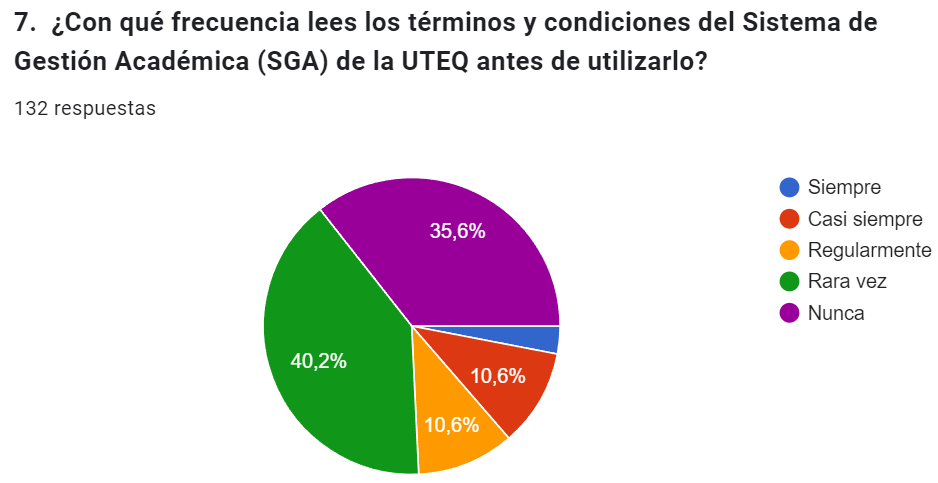 7. ¿Con qué frecuencia lees los términos y condiciones del Sistema de
Gestión Académica (SGA) de la UTEQ antes de utilizarlo?
132 respuestas
35,6%
40,2%
10,6%
10,6%
Siempre
Casi siempre
Regularmente
Rara vez
Nunca